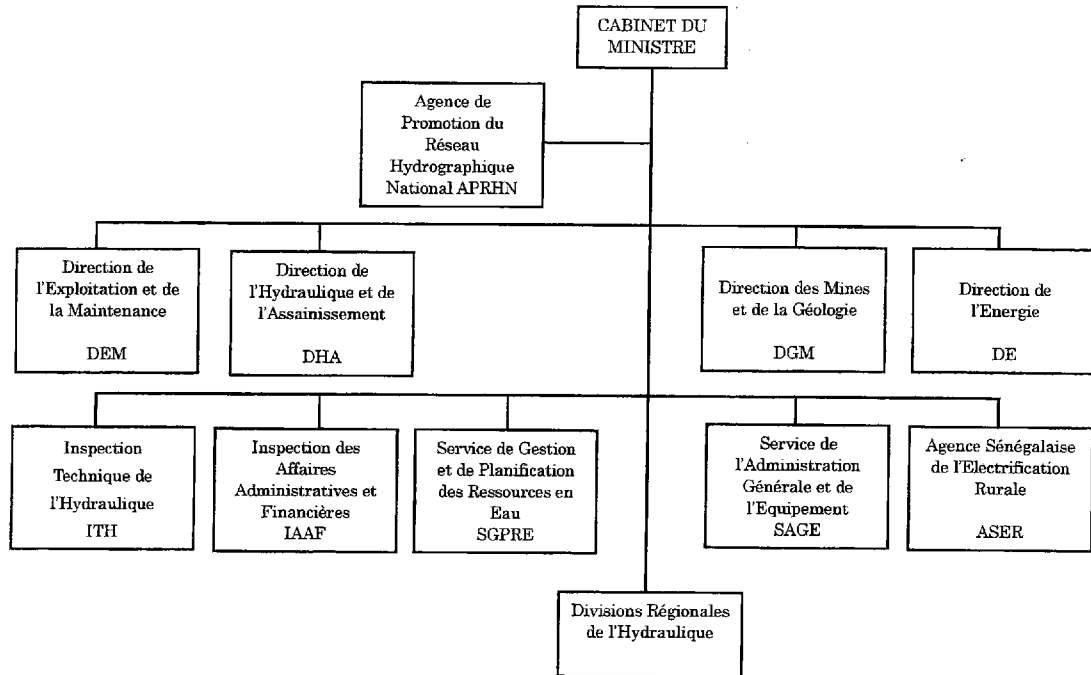 CABINET DU
MINISTRE
Agence de
Promotion du
Réseau
Hydrographique
National APRHN
Direction de
l'Exploitation et de
la Maintenance
DEM
Direction de
l'Hydraulique et de
l'Assainissement
DHA
Direction des Mines
et de la Géologie
DGM
Direction de
l'Energie
DE
Inspection
Technique de
l'Hydraulique
ITH
Inspection des
Affaires
Administratives et
Financières
IAAF
Service de Gestion
et de Planification
des Ressources en
Eau
SGPRE
Service de
l'Administration
Générale et de
l'Equipement
SAGE
Agence Sénégalaise
de l'Electrification
Rurale
ASER
Divisions Régionales
de l'Hydraulique